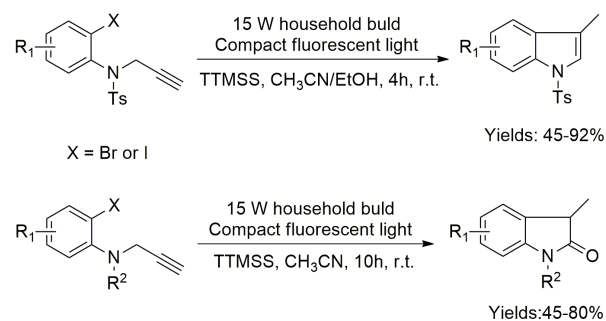 X
15 W household buld
Compact fluorescent light
TTMSS, CH₃CN/EtOH, 4h, r.t.
R₁
N
Ts
R₁
N
Ts
X = Br or I
Yields: 45-92%
X
15 W household buld
Compact fluorescent light
TTMSS, CH₃CN, 10h, r.t.
R₁
N
R²
R₁
N
O
R²
Yields:45-80%